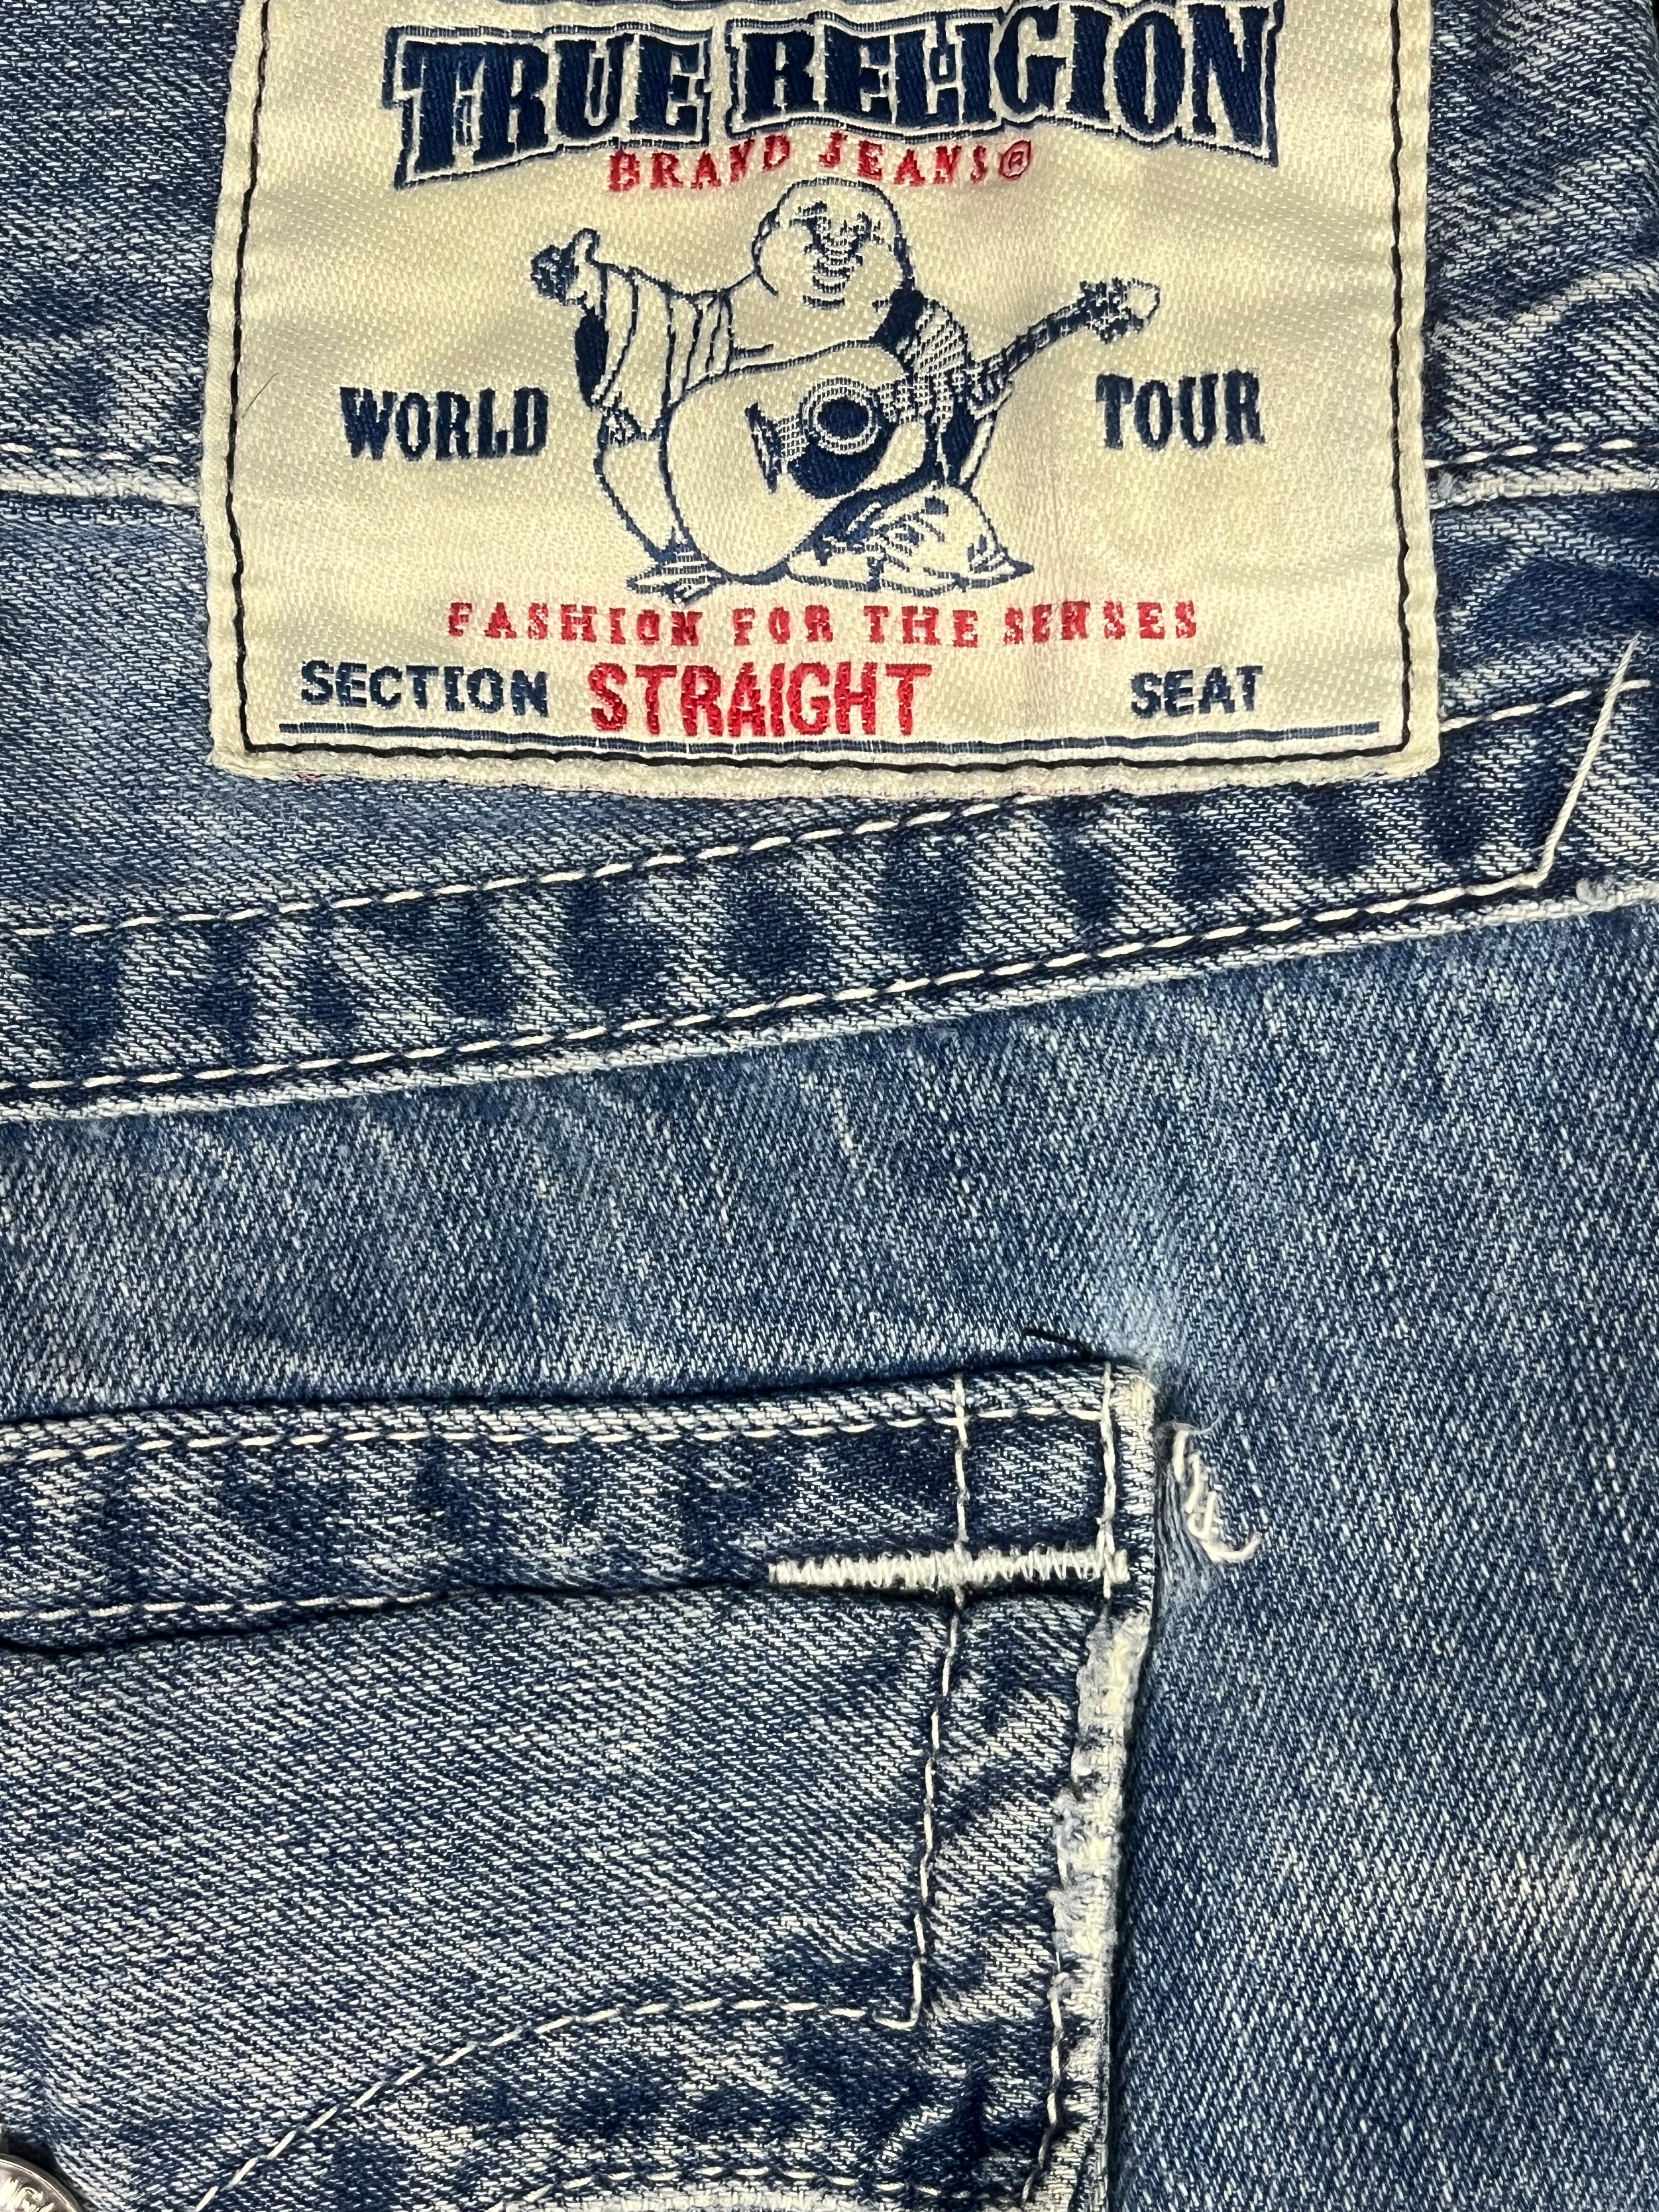 TRUE RELIGION
BRAND JEANS®
WORLD TOUR
FASHION FOR THE SENSES
SECTION STRAIGHT SEAT